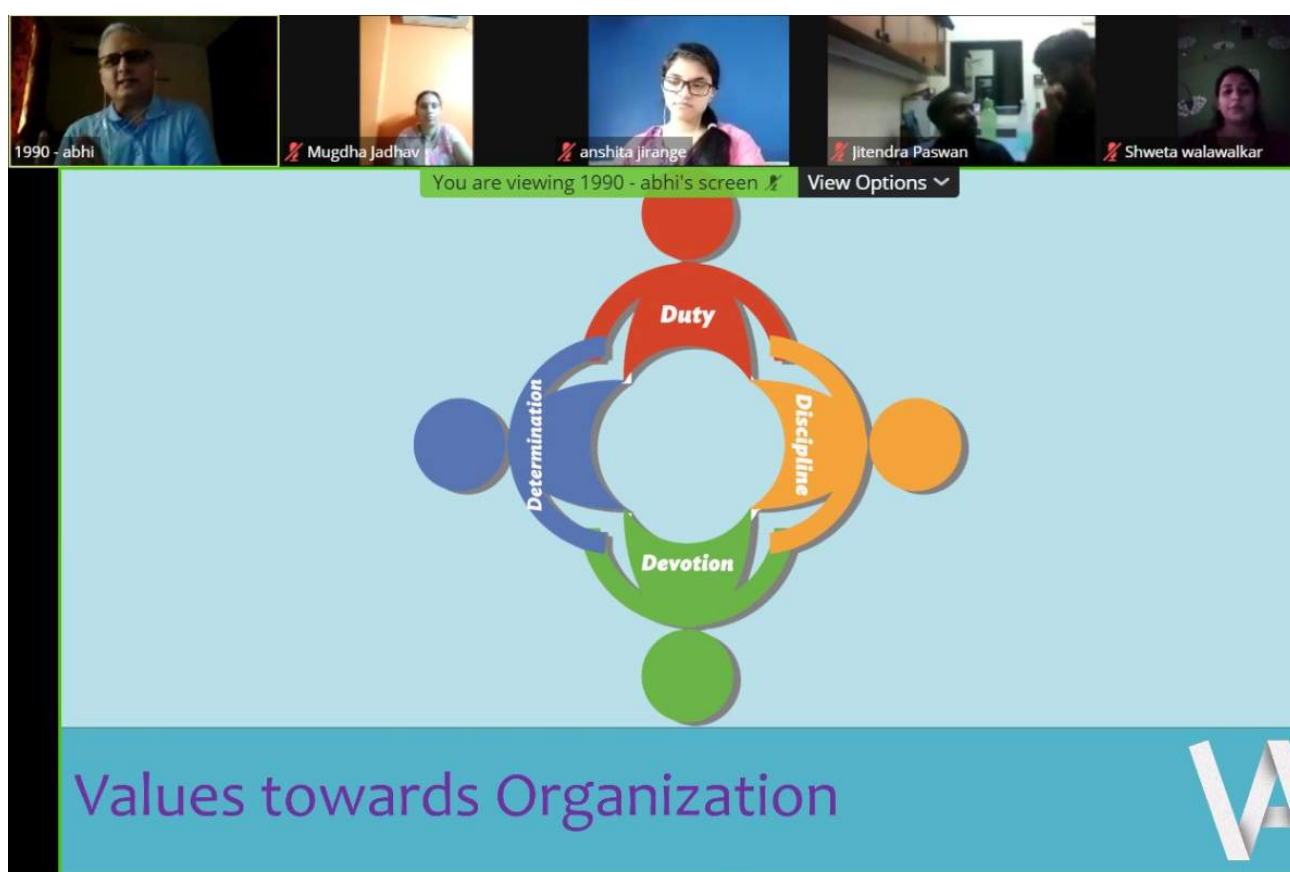 1990 - abhi
Mugdha Jadhav
anshita jirange
Jitendra Paswan
Shweta walawalkar
You are viewing 1990 - abhi's screen
View Options
Duty
Determination
Discipline
Devotion
Values towards Organization
VA